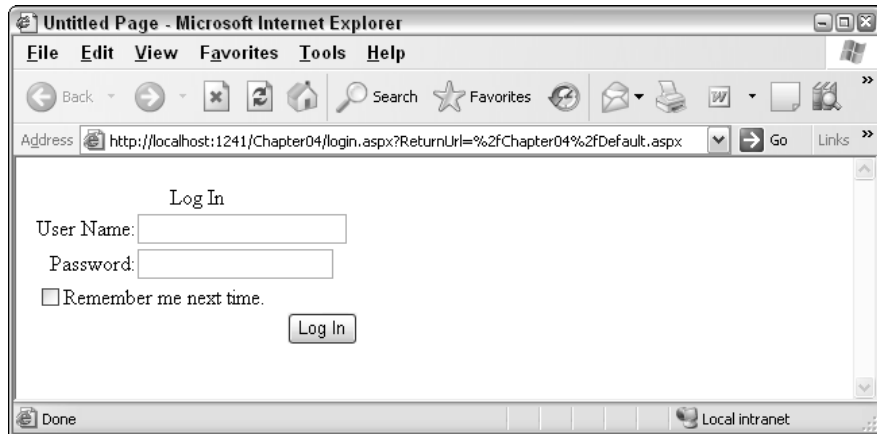 Untitled Page - Microsoft Internet Explorer
File Edit View Favorites Tools Help
Back Search Favorites W
Address http://localhost:1241/Chapter04/login.aspx?ReturnUrl=%2fChapter04%2fDefault.aspx Go Links
Log In
User Name:
Password:
Remember me next time.
Log In
Done Local intranet